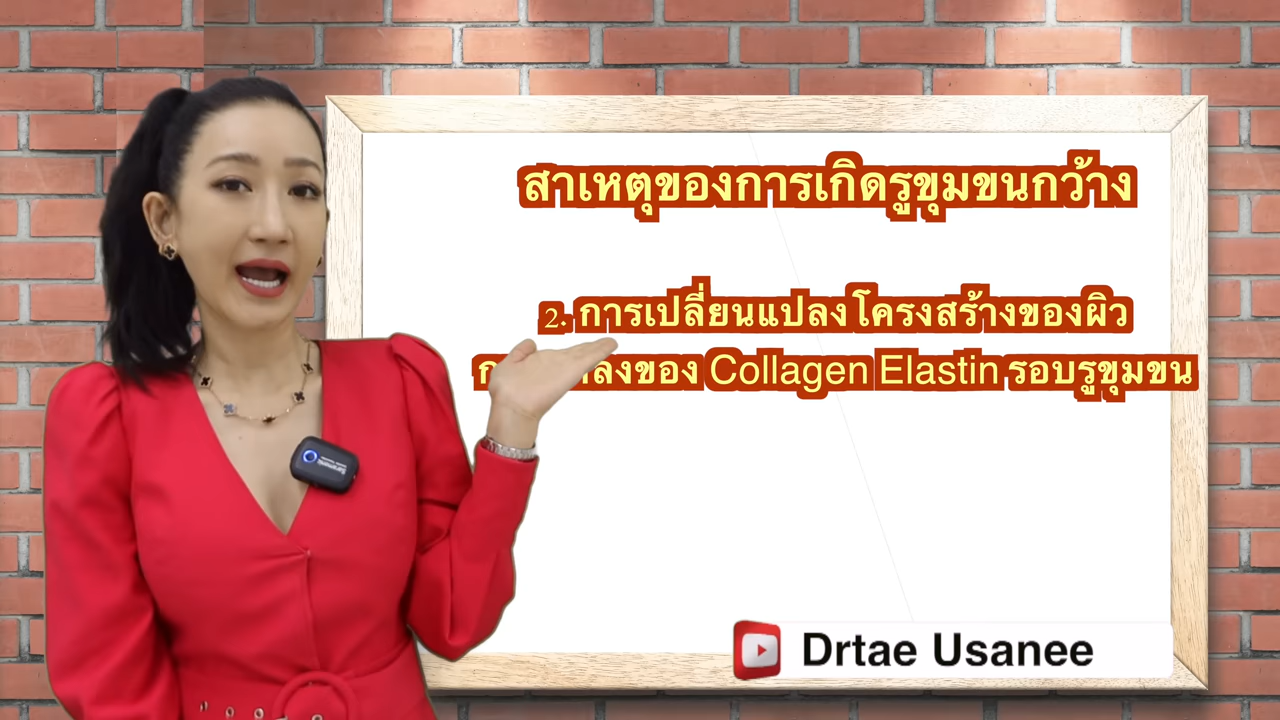 สาเหตุของการเกิดรูขุมขนกว้าง
2. การเปลี่ยนแปลงโครงสร้างของผิว
ของ Collagen Elastin รอบรูขุมขน
Drtae Usanee